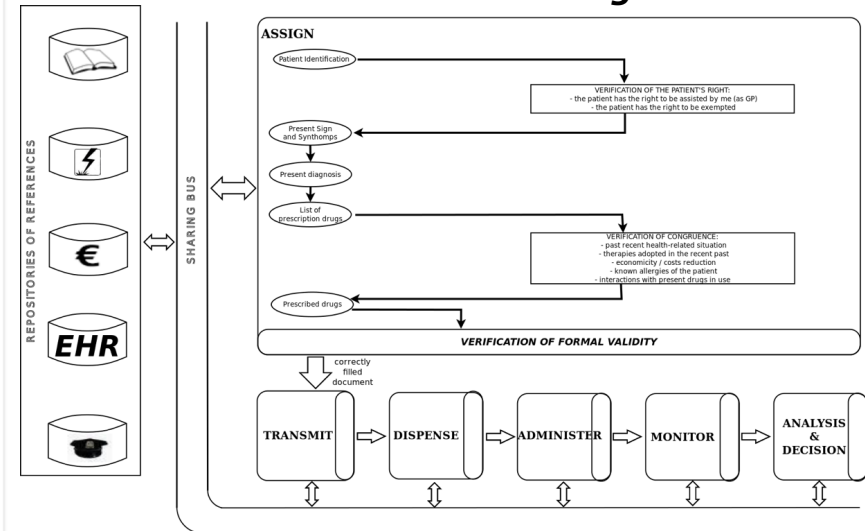 REPOSITORIES OF REFERENCES
€
EHR
SHARING BUS
ASSIGN
Patient Identification
VERIFICATION OF THE PATIENT'S RIGHT:
- the patient has the right to be assisted by me (as GP)
- the patient has the right to be exempted
Present Sign
and Synthomps
Present diagnosis
List of
prescription drugs
VERIFICATION OF CONGRUENCE:
- past recent health-related situation
- therapies adopted in the recent past
- economicity / costs reduction
- known allergies of the patient
- interactions with present drugs in use
Prescribed drugs
VERIFICATION OF FORMAL VALIDITY
correctly
filled
document
TRANSMIT
DISPENSE
ADMINISTER
MONITOR
ANALYSIS
&
DECISION